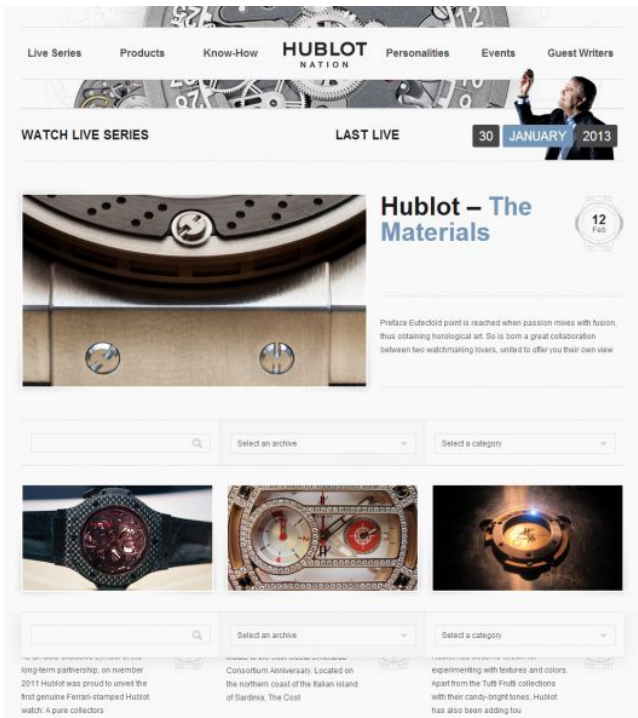 Live Series Products Know-How HUBLOT Personalities Events Guest Writers
NATION
WATCH LIVE SERIES LAST LIVE 30 JANUARY 2013
Hublot – The
Materials
12
Feb
Preface Eutectoid point is reached when passion mixes with fusion,
thus obtaining horological art. So is born a great collaboration
between two watchmaking lovers, united to offer you their own view
Select an archive Select a category
Select an archive Select a category
long-term partnership, on nvember
2011 Hublot was proud to unveil the
first genuine Ferrari-stamped Hublot
watch: A pure collectors
Consortium Anniversary. Located on
the northern coast of the Italian island
of Sardinia, The Cost
experimenting with textures and colors.
Apart from the Tutti Frutti collections
with their candy-bright tones, Hublot
has also been adding tou